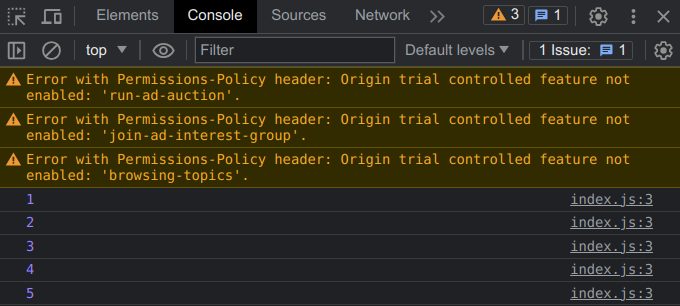 Elements Console Sources Network 3 1
top Filter Default levels 1 Issue: 1
Error with Permissions-Policy header: Origin trial controlled feature not
enabled: 'run-ad-auction'.
Error with Permissions-Policy header: Origin trial controlled feature not
enabled: 'join-ad-interest-group'.
Error with Permissions-Policy header: Origin trial controlled feature not
enabled: 'browsing-topics'.
1 index.js:3
2 index.js:3
3 index.js:3
4 index.js:3
5 index.js:3